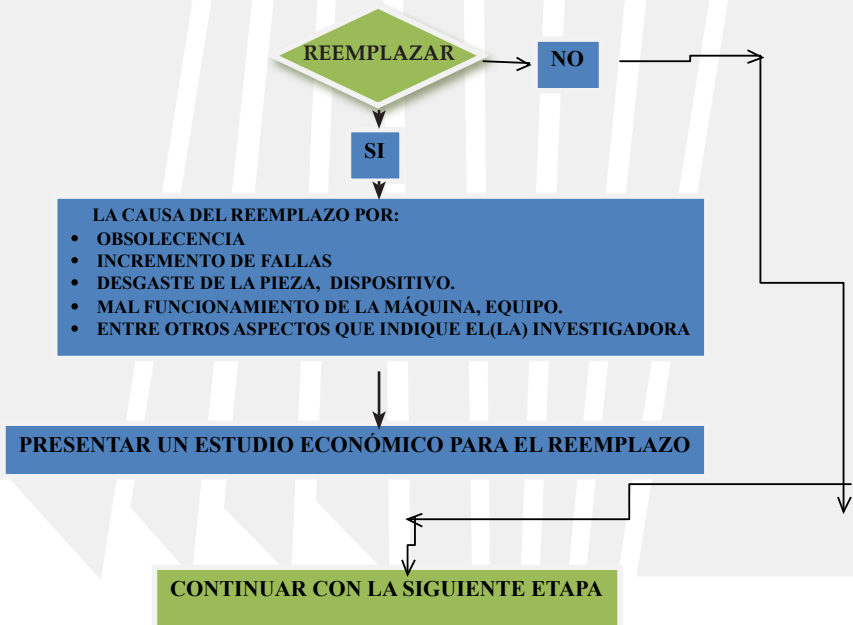 REEMPLAZAR
NO
SI
LA CAUSA DEL REEMPLAZO POR:
• OBSOLECENCIA
• INCREMENTO DE FALLAS
• DESGASTE DE LA PIEZA, DISPOSITIVO.
• MAL FUNCIONAMIENTO DE LA MÁQUINA, EQUIPO.
• ENTRE OTROS ASPECTOS QUE INDIQUE EL(LA) INVESTIGADORA
PRESENTAR UN ESTUDIO ECONÓMICO PARA EL REEMPLAZO
CONTINUAR CON LA SIGUIENTE ETAPA